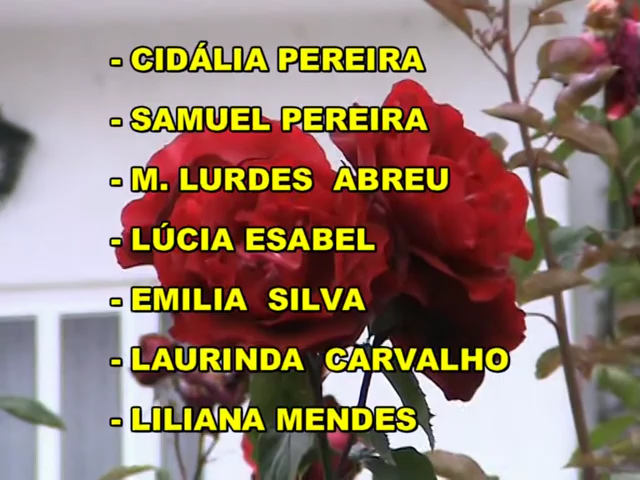 - CIDÁLIA PEREIRA
- SAMUEL PEREIRA
- M. LURDES  ABREU
- LÚCIA ESABEL
- EMILIA  SILVA
- LAURINDA  CARVALHO
- LILIANA MENDES